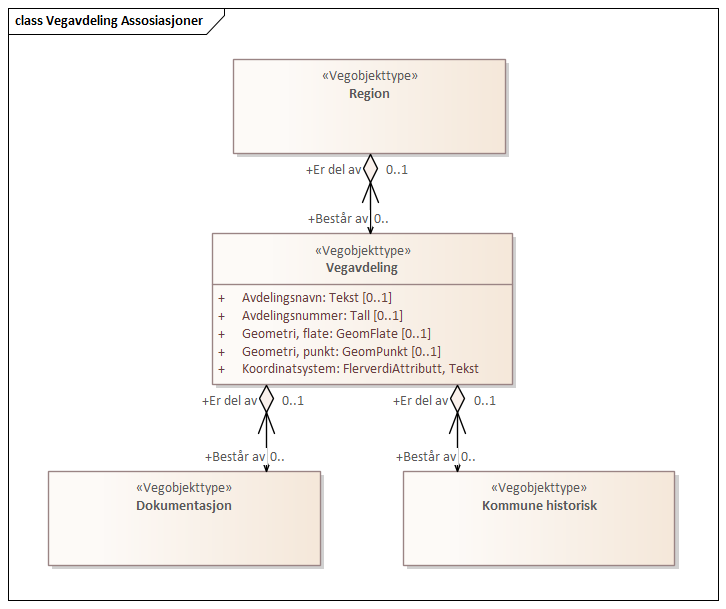 class Vegavdeling Assosiasjoner
«Vegobjekttype»
Region
+Er del av 0..1
+Består av 0..
«Vegobjekttype»
Vegavdeling
+ Avdelingsnavn: Tekst [0..1]
+ Avdelingsnummer: Tall [0..1]
+ Geometri, flate: GeomFlate [0..1]
+ Geometri, punkt: GeomPunkt [0..1]
+ Koordinatsystem: FlerverdiAttributt, Tekst
+Er del av 0..1 +Er del av 0..1
+Består av 0.. +Består av 0..
«Vegobjekttype» «Vegobjekttype»
Dokumentasjon Kommune historisk